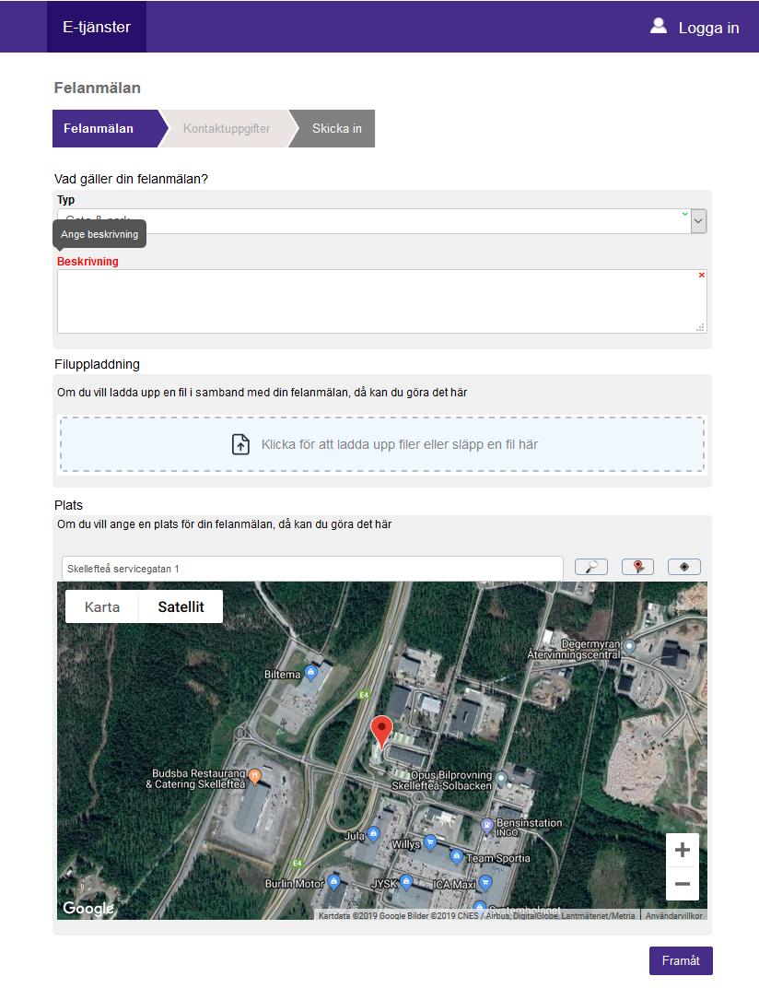 E-tjänster
Logga in
Felanmälan
Felanmälan
Kontaktuppgifter
Skicka in
Vad gäller din felanmälan?
Typ
Ange beskrivning
Beskrivning
Filuppladdning
Om du vill ladda upp en fil i samband med din felanmälan, då kan du göra det här
Klicka för att ladda upp filer eller släpp en fil här
Plats
Om du vill ange en plats för din felanmälan, då kan du göra det här
Skellefteå servicegatan 1
Karta
Satellit
Degermyran
Återvinningscentral
Biltema
E4
Budsba Restaurang
& Catering Skellefteå
Opus Bilprovning
Skellefteå-Solbacken
Bensinstation
INGO
Jula
Willys
Team Sportia
E4
Burlin Motor
JYSK
ICA Maxi
Systembolaget
Google
Kartdata ©2019 Google Bilder ©2019 CNES / Airbus, DigitalGlobe, Lantmäteriet/Metria
Användarvillkor
Framåt